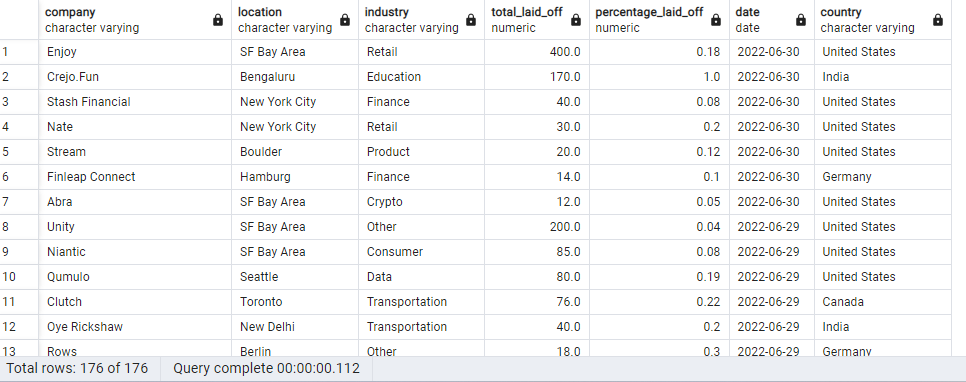 company location industry total_laid_off percentage_laid_off date country
character varying character varying character varying numeric numeric date character varying
1 Enjoy SF Bay Area Retail 400.0 0.18 2022-06-30 United States
2 Crejo.Fun Bengaluru Education 170.0 1.0 2022-06-30 India
3 Stash Financial New York City Finance 40.0 0.08 2022-06-30 United States
4 Nate New York City Retail 30.0 0.2 2022-06-30 United States
5 Stream Boulder Product 20.0 0.12 2022-06-30 United States
6 Finleap Connect Hamburg Finance 14.0 0.1 2022-06-30 Germany
7 Abra SF Bay Area Crypto 12.0 0.05 2022-06-30 United States
8 Unity SF Bay Area Other 200.0 0.04 2022-06-29 United States
9 Niantic SF Bay Area Consumer 85.0 0.08 2022-06-29 United States
10 Qumulo Seattle Data 80.0 0.19 2022-06-29 United States
11 Clutch Toronto Transportation 76.0 0.22 2022-06-29 Canada
12 Oye Rickshaw New Delhi Transportation 40.0 0.2 2022-06-29 India
13 Rows Berlin Other 18.0 0.3 2022-06-29 Germany
Total rows: 176 of 176 Query complete 00:00:00.112